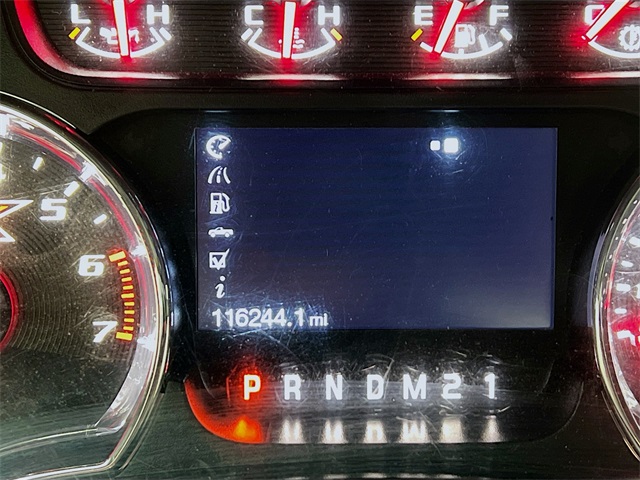 L H C H E F C
5
6
7
116244.1 mi
P R N D M 2 1